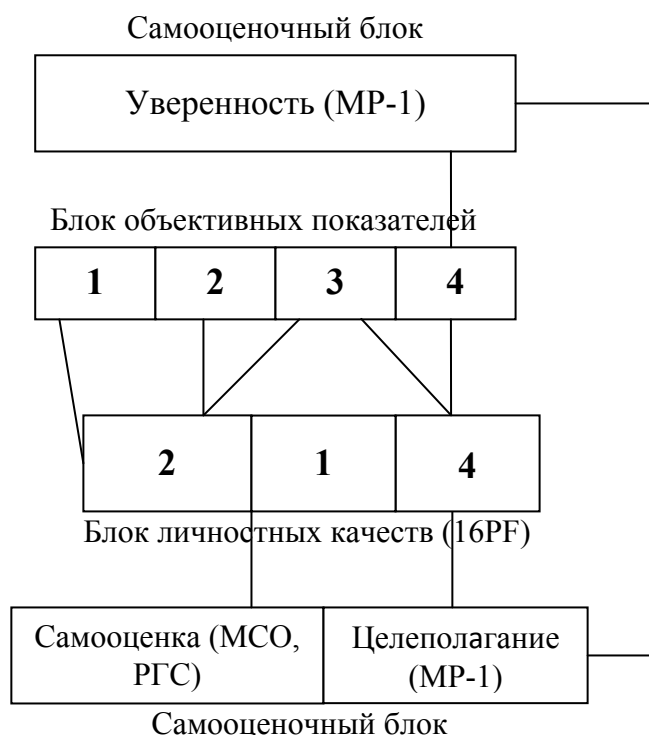 Самооценочный блок
Уверенность (МР-1)
Блок объективных показателей
1 2 3 4
2 1 4
Блок личностных качеств (16PF)
Самооценка (МСО,
РГС)
Целеполагание
(МР-1)
Самооценочный блок